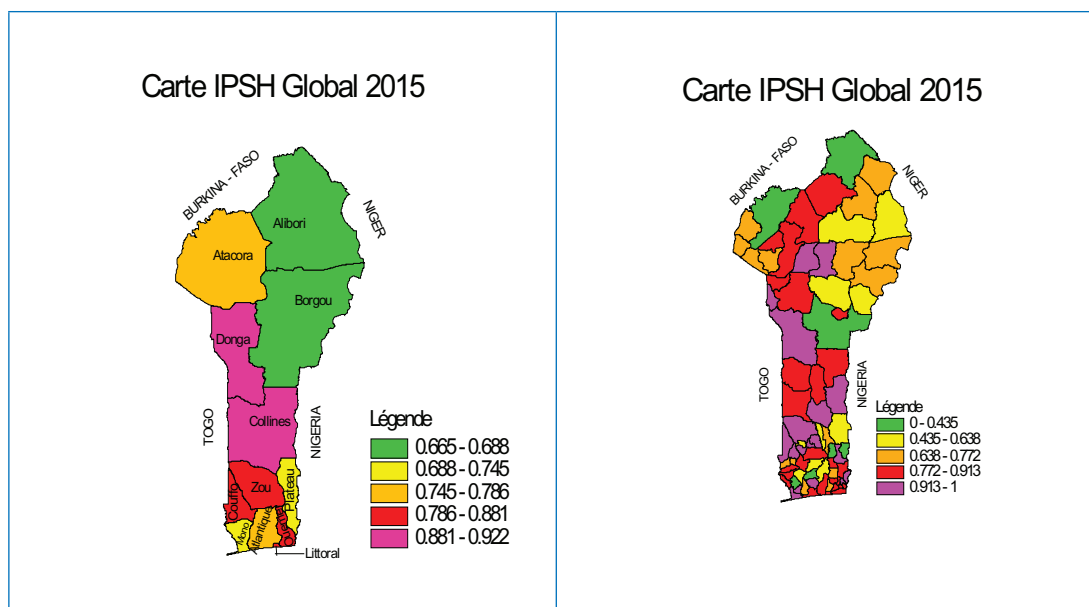 Carte IPSH Global 2015
BURKINA - FASO
NIGER
Alibori
Atacora
Borgou
Donga
TOGO
Collines
NIGERIA
Couffo
Zou
Plateau
Mono
Atlantique
Littoral
Légende
0.665 - 0.688
0.688 - 0.745
0.745 - 0.786
0.786 - 0.881
0.881 - 0.922
Carte IPSH Global 2015
BURKINA - FASO
NIGER
TOGO
NIGERIA
Légende
0 - 0.435
0.435 - 0.638
0.638 - 0.772
0.772 - 0.913
0.913 - 1